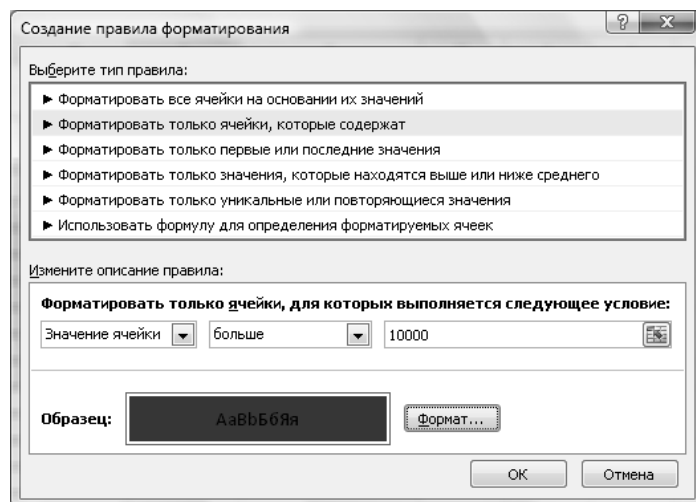 Создание правила форматирования
Выберите тип правила:
► Форматировать все ячейки на основании их значений
► Форматировать только ячейки, которые содержат
► Форматировать только первые или последние значения
► Форматировать только значения, которые находятся выше или ниже среднего
► Форматировать только уникальные или повторяющиеся значения
► Использовать формулу для определения форматируемых ячеек
Измените описание правила:
Форматировать только ячейки, для которых выполняется следующее условие:
Значение ячейки больше 10000
Образец: АаВbБбЯя Формат...
ОК Отмена